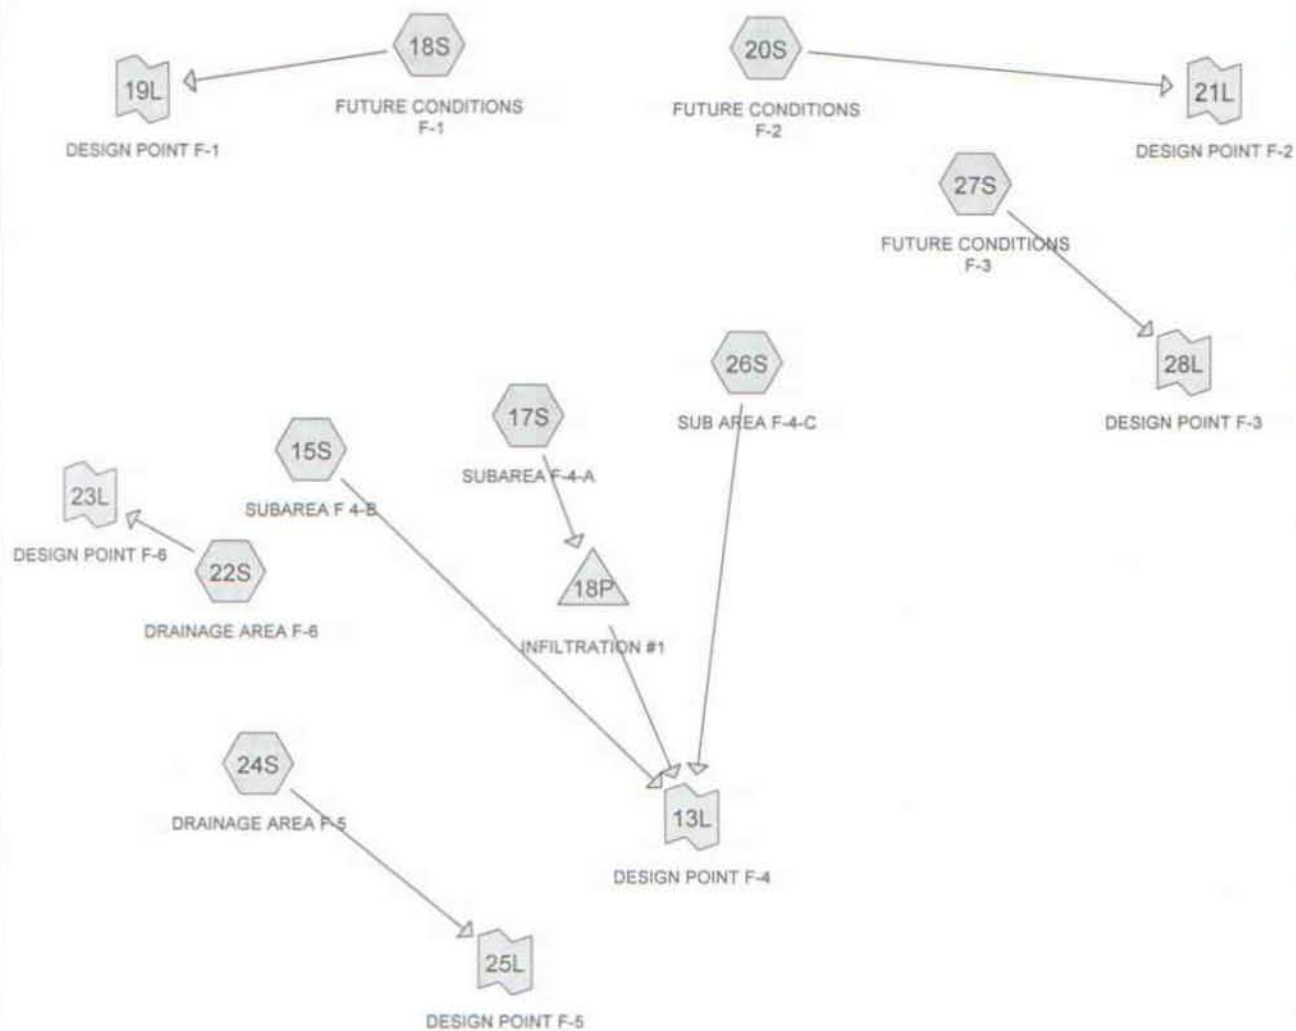 18S
FUTURE CONDITIONS
F-1
19L
DESIGN POINT F-1
20S
FUTURE CONDITIONS
F-2
21L
DESIGN POINT F-2
27S
FUTURE CONDITIONS
F-3
28L
DESIGN POINT F-3
26S
SUB AREA F-4-C
17S
SUBAREA F-4-A
15S
SUBAREA F 4-B
23L
DESIGN POINT F-6
22S
DRAINAGE AREA F-6
18P
INFILTRATION #1
24S
DRAINAGE AREA F-5
13L
DESIGN POINT F-4
25L
DESIGN POINT F-5